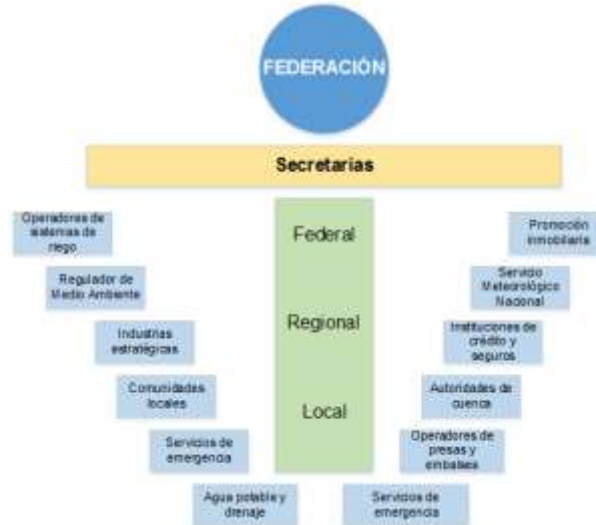 FEDERACIÓN
Secretarias
Operadores de
sistemas de
riego
Federal
Promoción
inmobiliaria
Regulador de
Medio Ambiente
Servicio
Meteorológico
Nacional
Industrias
estratégicas
Regional
Instituciones de
crédito y
seguros
Comunidades
locales
Autoridades de
cuenca
Local
Servicios de
emergencia
Operadores de
presas y
embalses
Agua potable y
drenaje
Servicios de
emergencia